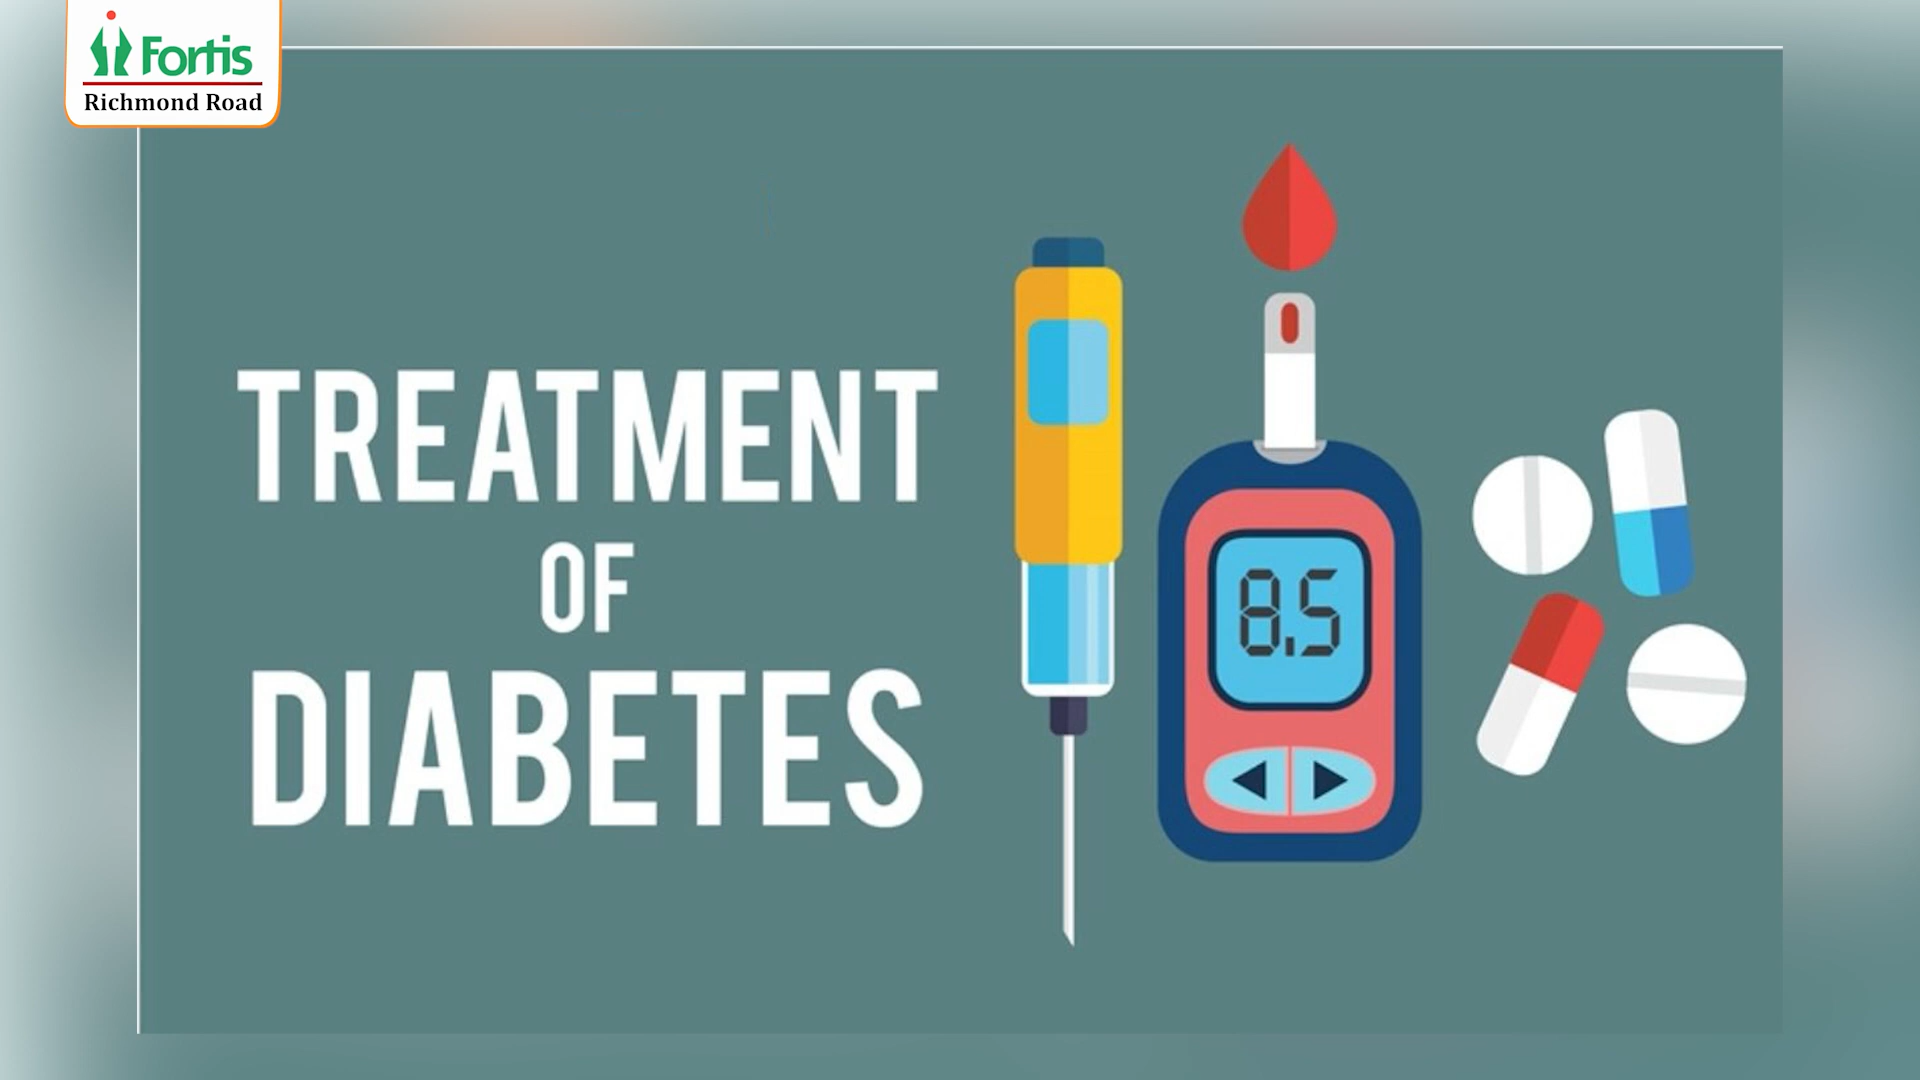 Fortis
Richmond Road
TREATMENT
OF
DIABETES
8.5